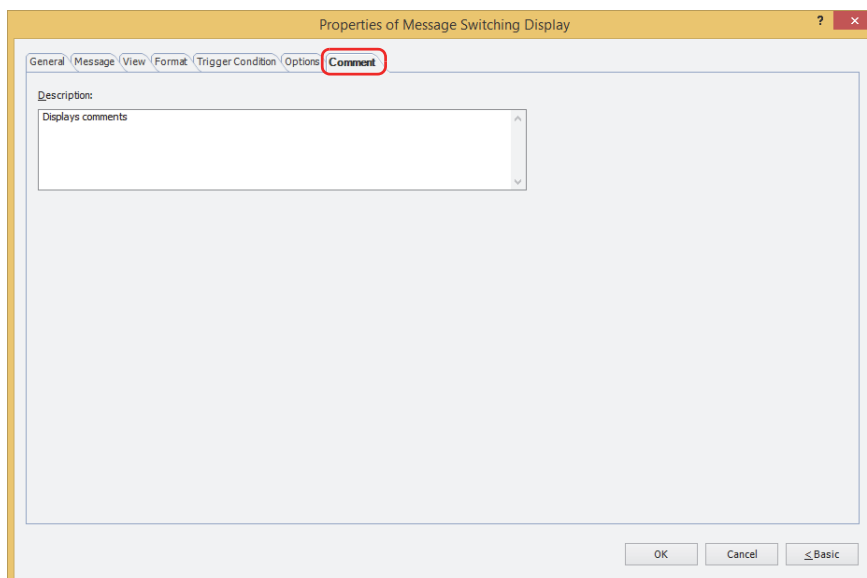 Properties of Message Switching Display ? ×
General Message View Format Trigger Condition Options Comment
Description:
Displays comments
OK Cancel < Basic